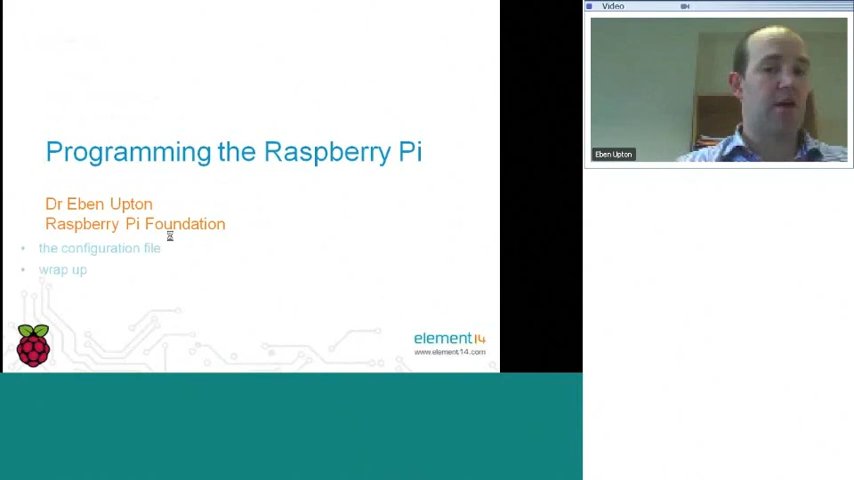 Programming the Raspberry Pi
Dr Eben Upton
Raspberry Pi Foundation
• the configuration file
• wrap up
element14
www.element14.com
Video
Eben Upton